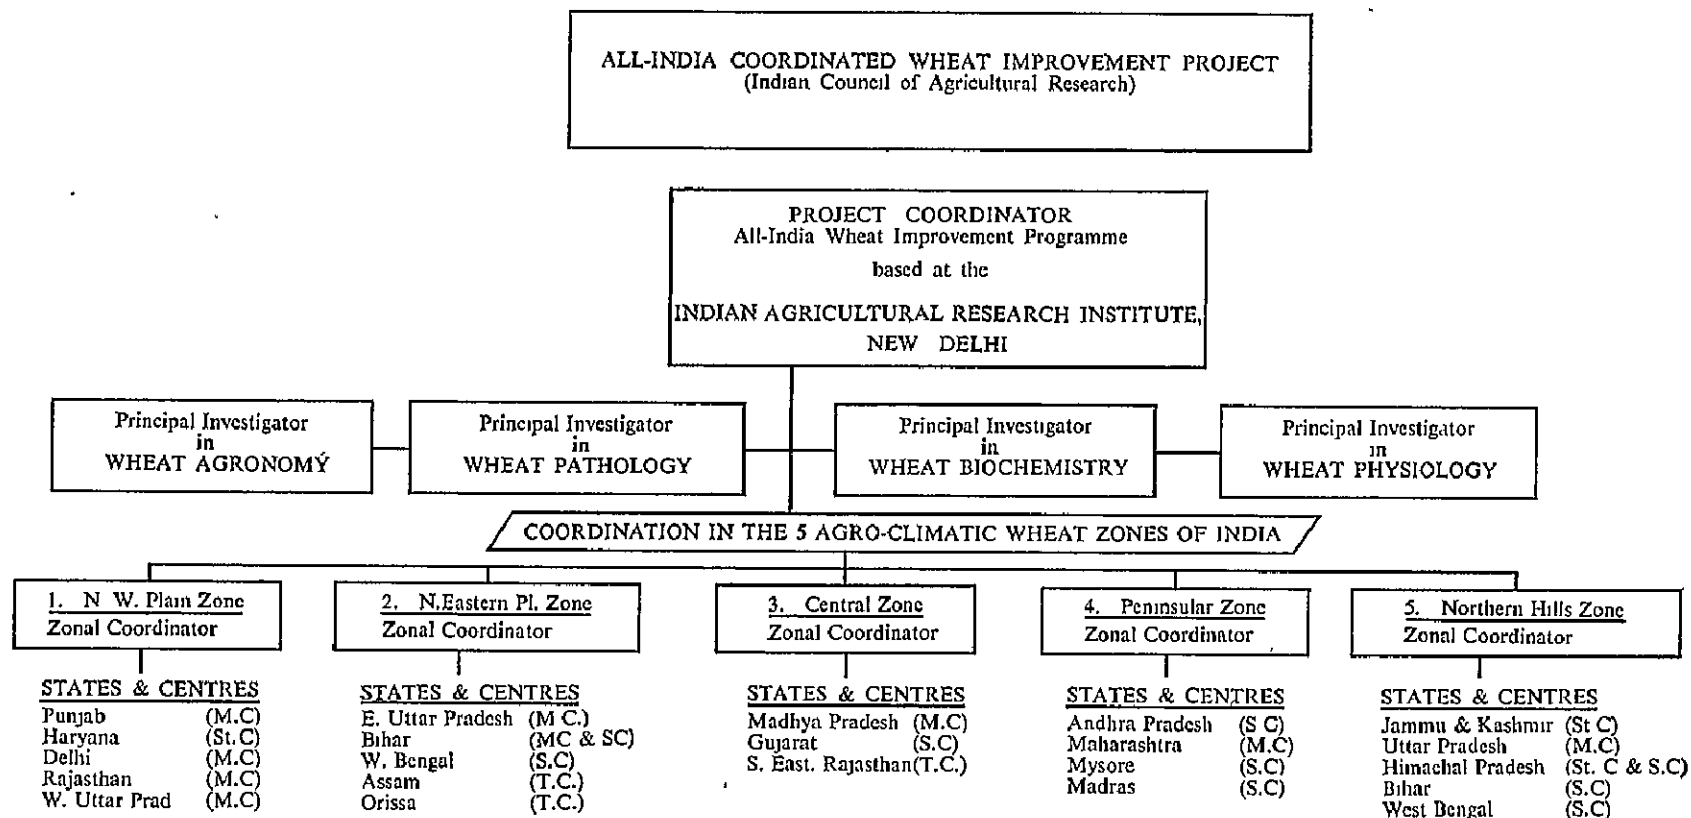 ALL-INDIA COORDINATED WHEAT IMPROVEMENT PROJECT
(Indian Council of Agricultural Research)
PROJECT COORDINATOR
All-India Wheat Improvement Programme
based at the
INDIAN AGRICULTURAL RESEARCH INSTITUTE,
NEW DELHI
Principal Investigator
in
WHEAT AGRONOMY
Principal Investigator
in
WHEAT PATHOLOGY
Principal Investigator
in
WHEAT BIOCHEMISTRY
Principal Investigator
in
WHEAT PHYSIOLOGY
COORDINATION IN THE 5 AGRO-CLIMATIC WHEAT ZONES OF INDIA
1. N W. Plain Zone
Zonal Coordinator
STATES & CENTRES
Punjab (M.C)
Haryana (St.C)
Delhi (M.C)
Rajasthan (M.C)
W. Uttar Prad (M.C)
2. N.Eastern Pl. Zone
Zonal Coordinator
STATES & CENTRES
E. Uttar Pradesh (M C.)
Bihar (MC & SC)
W. Bengal (S.C)
Assam (T.C.)
Orissa (T.C.)
3. Central Zone
Zonal Coordinator
STATES & CENTRES
Madhya Pradesh (M.C)
Gujarat (S.C)
S. East. Rajasthan(T.C.)
4. Peninsular Zone
Zonal Coordinator
STATES & CENTRES
Andhra Pradesh (S C)
Maharashtra (M.C)
Mysore (S.C)
Madras (S.C)
5. Northern Hills Zone
Zonal Coordinator
STATES & CENTRES
Jammu & Kashmir (St C)
Uttar Pradesh (M.C)
Himachal Pradesh (St. C & S.C)
Bihar (S.C)
West Bengal (S.C)